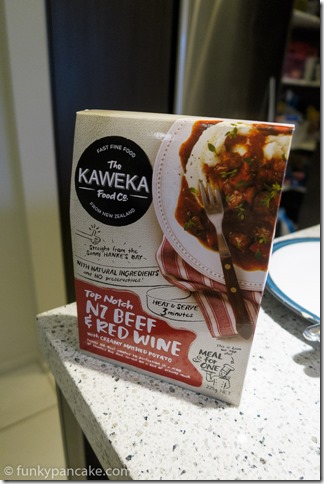 FAST FINE FOOD
The
KAWEKA
Food Co.
FROM NEW ZEALAND
Straight from the
Sunny HAWKE'S BAY
WITH NATURAL INGREDIENTS
and NO preservatives
HEAT & SERVE
3 minutes
Top Notch
NZ BEEF
& RED WINE
with CREAMY MASHED POTATO
MEAL for
ONE
NET
© funkypancake.com